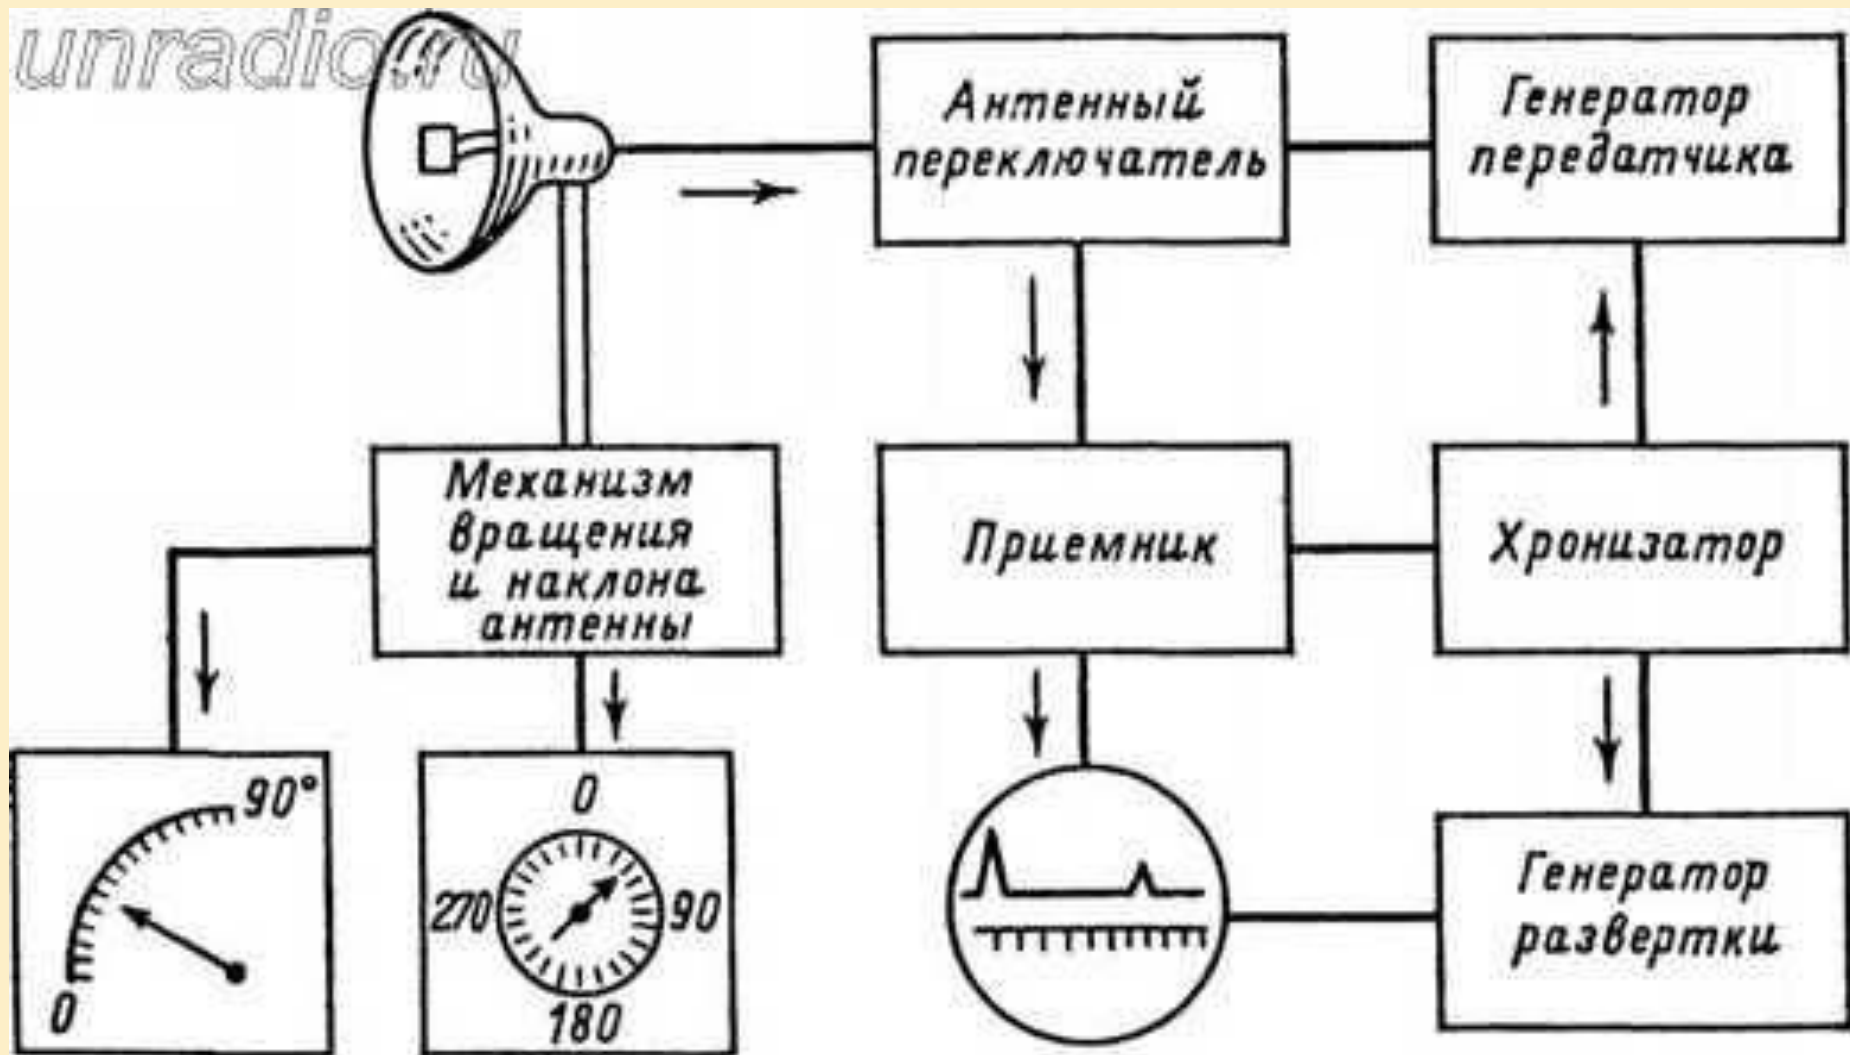 unradio.ru
Антенный
переключатель
Генератор
передатчика
Механизм
вращения
и наклона
антенны
Приемник
Хронизатор
90°
0
0
270
90
180
Генератор
развертки